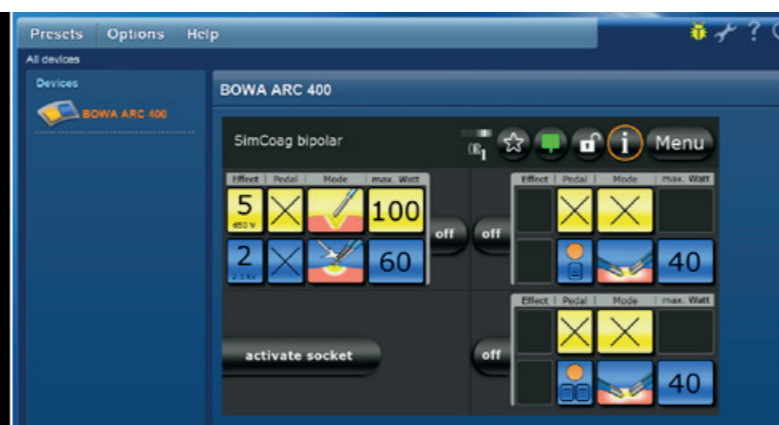 Presets Options Help
All devices
Devices
BOWA ARC 400
BOWA ARC 400
SimCoag bipolar
i Menu
Effect Pedal Mode max. Watt
5 100
650 V
2 60
off
activate socket
off
Effect Pedal Mode max. Watt
40
off
Effect Pedal Mode max. Watt
40